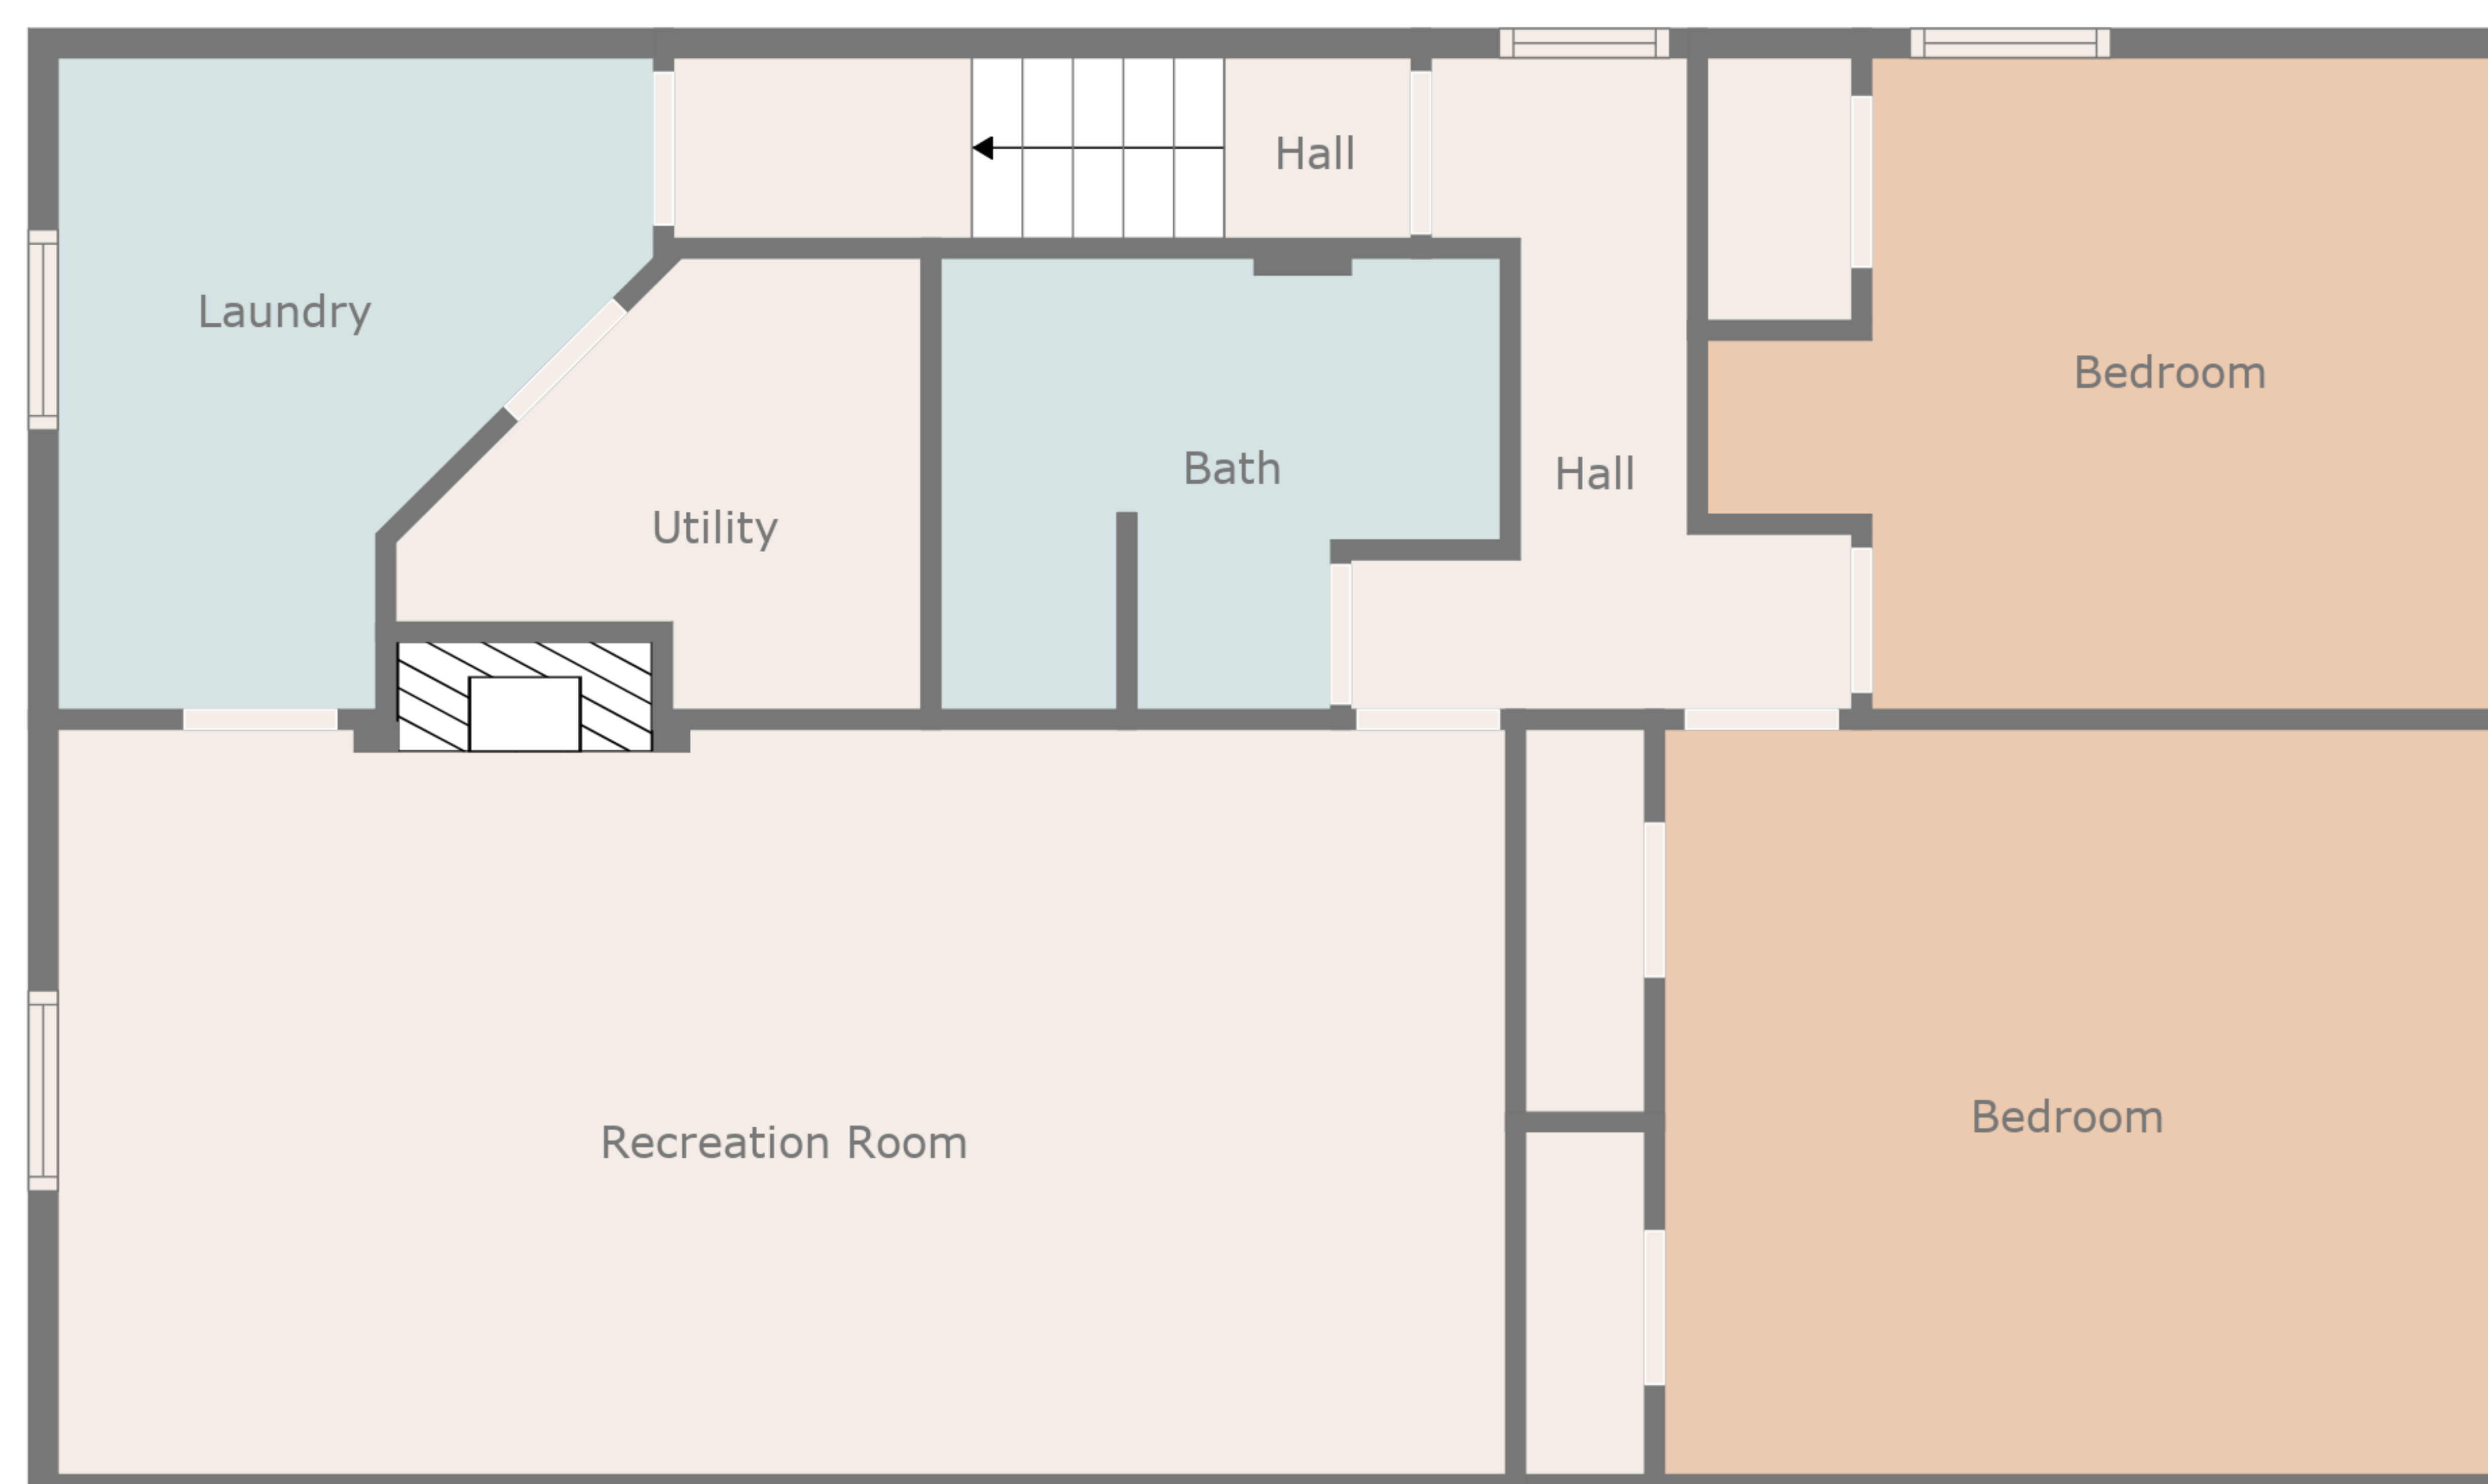 Hall
Laundry
Bedroom
Bath
Hall
Utility
Bedroom
Recreation Room